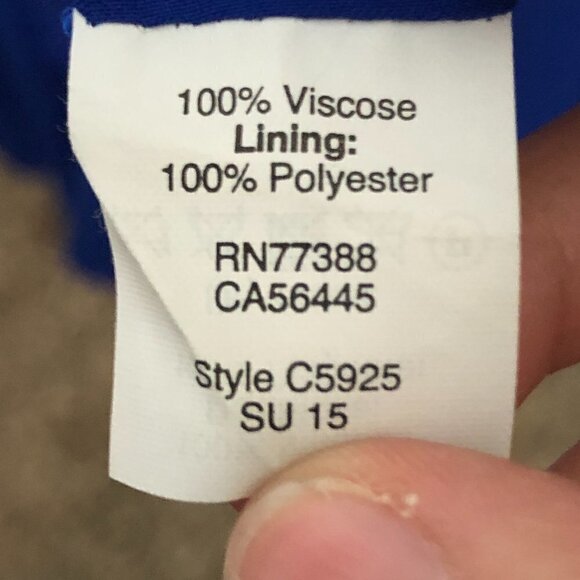 100% Viscose
Lining:
100% Polyester
RN77388
CA56445
Style C5925
SU 15